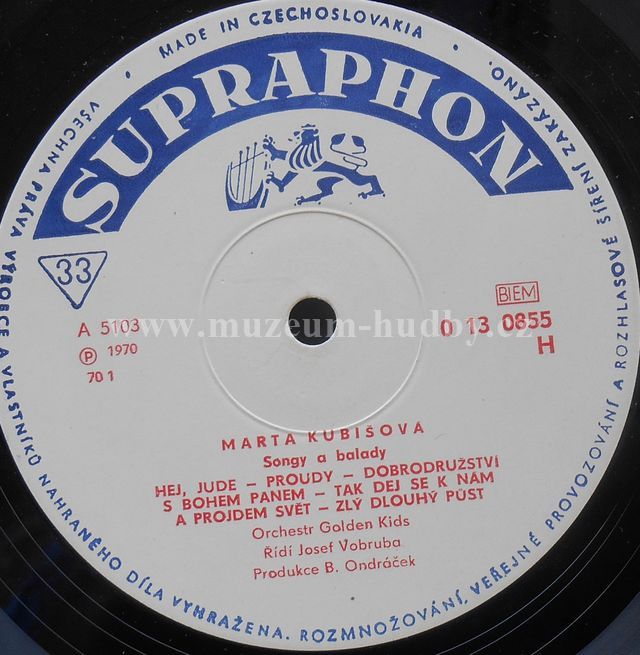 MADE IN CZECHOSLOVAKIA
SUPRAPHON
33
A 5103
Ⓟ 1970
70 1
BIEM
0 13 0855
H
www.muzeum-hudby.cz
MARTA KUBIŠOVÁ
Songy a balady
HEJ, JUDE – PROUDY – DOBRODRUŽSTVÍ
S BOHEM PANEM – TAK DEJ SE K NÁM
A PROJDEM SVĚT – ZLÝ DLOUHÝ PŮST
Orchestr Golden Kids
Řídí Josef Vobruba
Produkce B. Ondráček
VŠECHNA PRÁVA VÝROBCE A VLASTNÍKŮ NAHRANÉHO DÍLA VYHRAŽENA. ROZMNOŽOVÁNÍ, VEŘEJNÉ PROVOZOVÁNÍ A ROZHLASOVÉ ŠÍŘENÍ ZAKÁZÁNO.